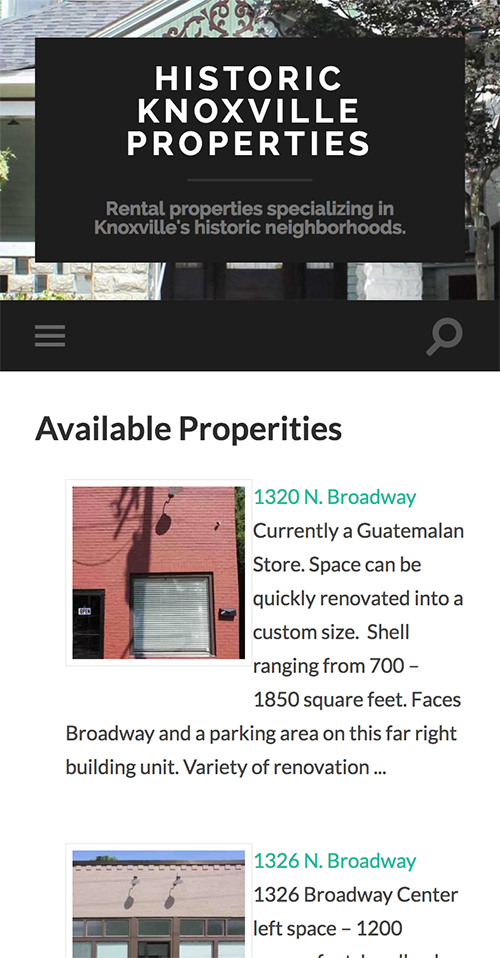 HISTORIC
KNOXVILLE
PROPERTIES
Rental properties specializing in
Knoxville's historic neighborhoods.
Available Properities
OPEN
1320 N. Broadway
Currently a Guatemalan
Store. Space can be
quickly renovated into a
custom size.  Shell
ranging from 700 –
1850 square feet. Faces
Broadway and a parking area on this far right
building unit. Variety of renovation ...
1326 N. Broadway
1326 Broadway Center
left space – 1200